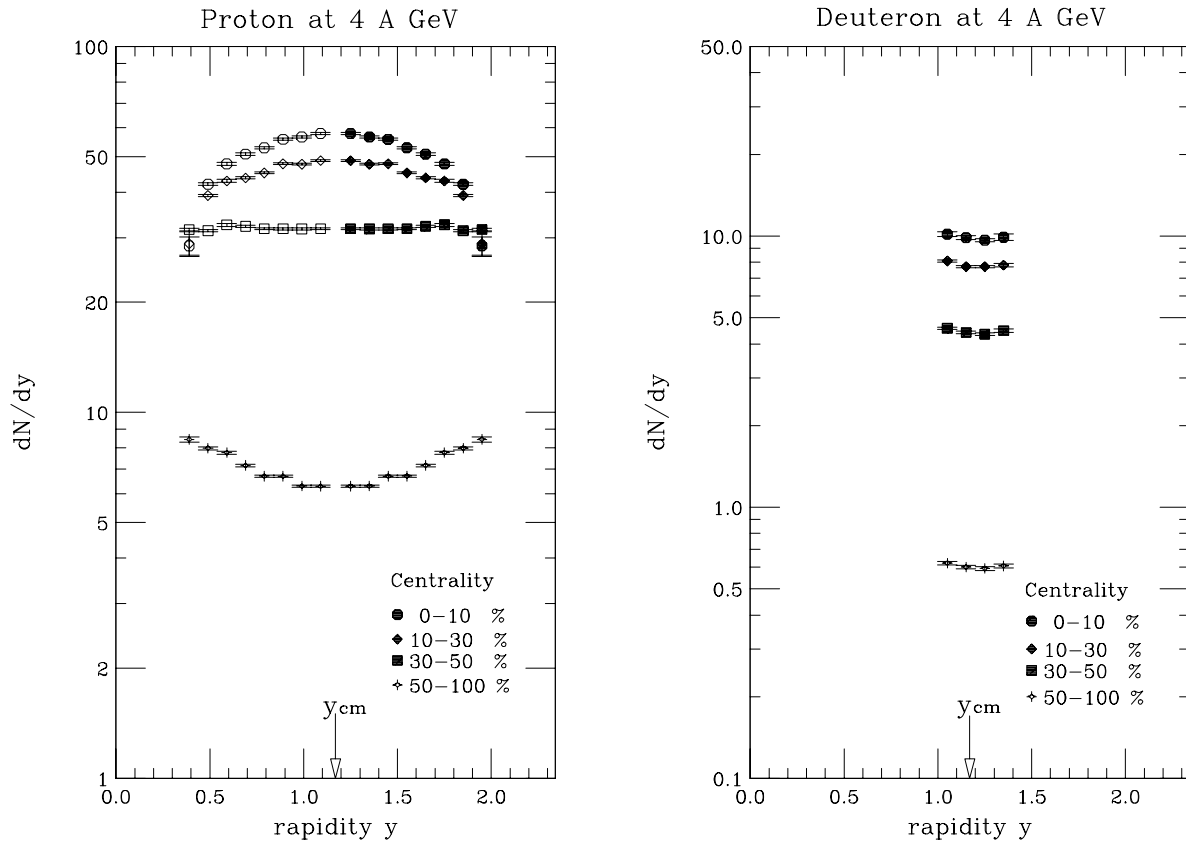 Proton at 4 A GeV
100
50
20
10
5
2
1
dN/dy
0.0 0.5 1.0 1.5 2.0
rapidity y
Centrality
0−10 %
10−30 %
30−50 %
50−100 %
ycm
Deuteron at 4 A GeV
50.0
10.0
5.0
1.0
0.5
0.1
dN/dy
0.0 0.5 1.0 1.5 2.0
rapidity y
Centrality
0−10 %
10−30 %
30−50 %
50−100 %
ycm